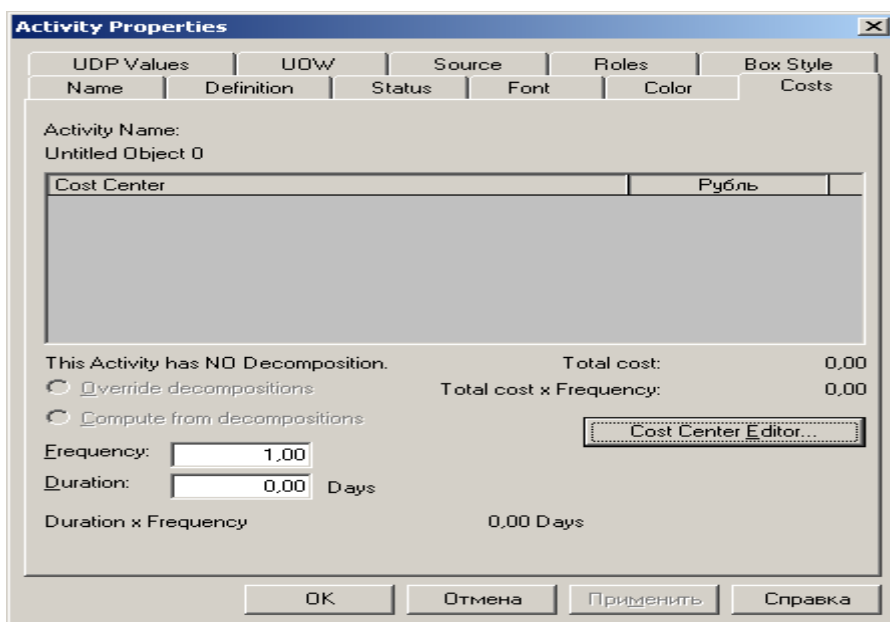 Activity Properties
UDP Values UOW Source Roles Box Style
Name Definition Status Font Color Costs
Activity Name:
Untitled Object 0
Cost Center Рубль
This Activity has NO Decomposition. Total cost: 0,00
Override decompositions Total cost x Frequency: 0,00
Compute from decompositions
Cost Center Editor...
Frequency: 1,00
Duration: 0,00 Days
Duration x Frequency 0,00 Days
OK Отмена Применить Справка